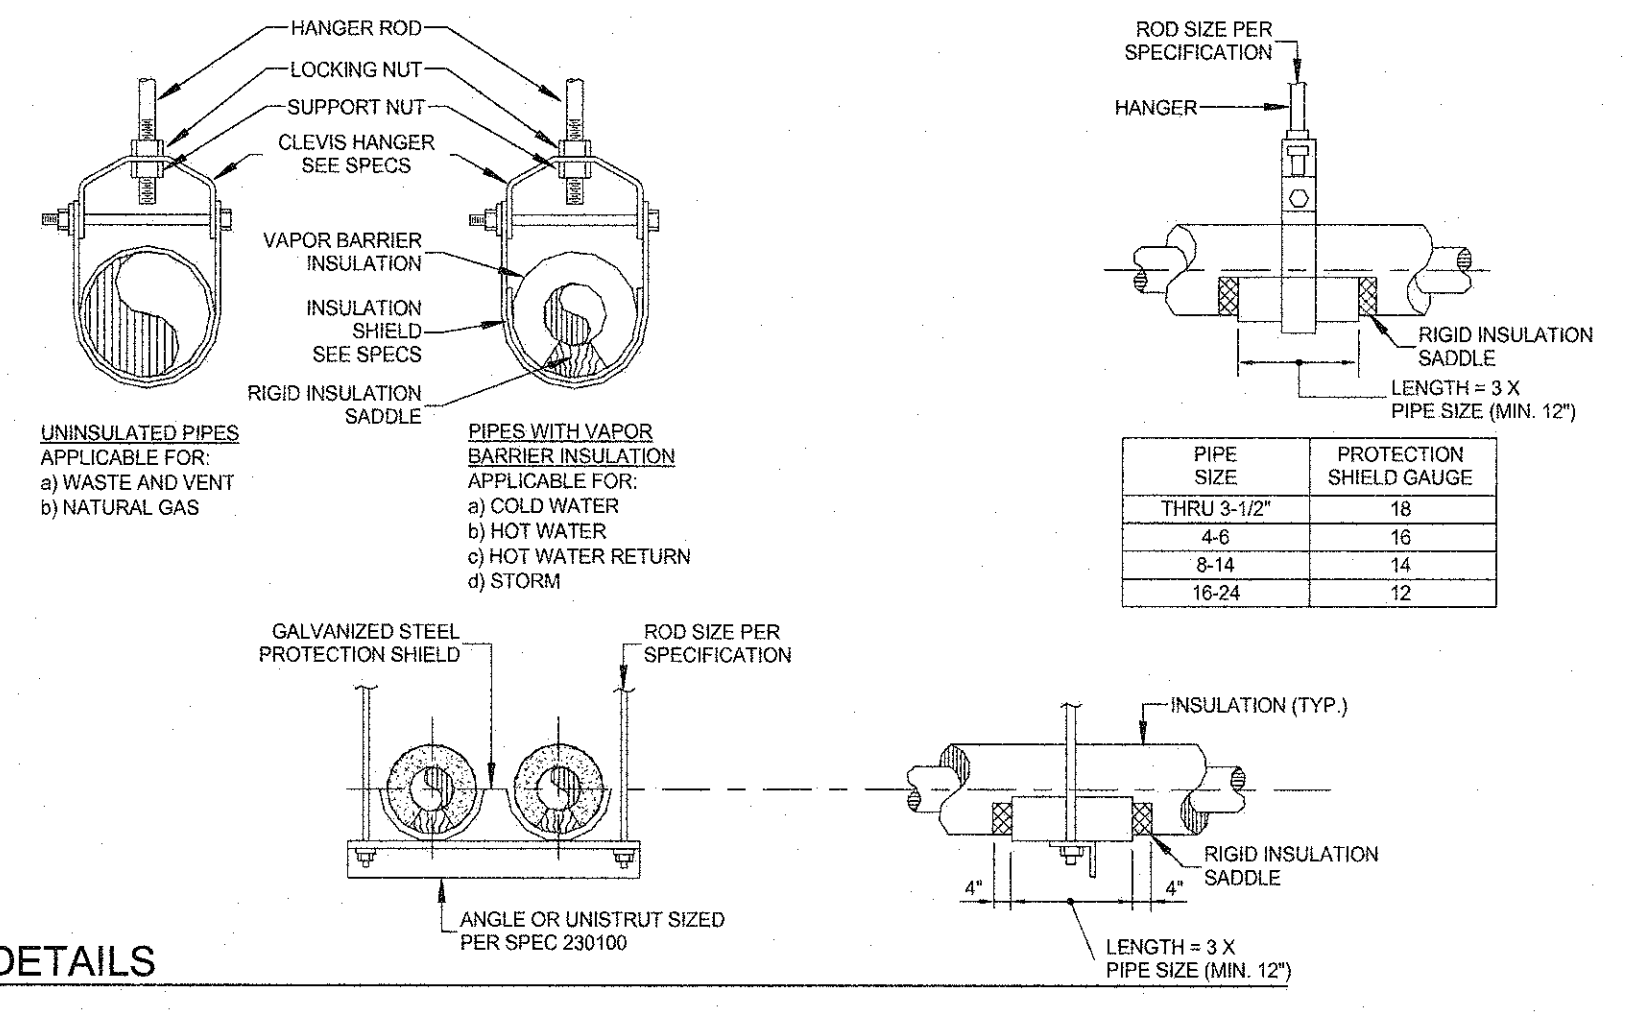 HANGER ROD
LOCKING NUT
SUPPORT NUT
CLEVIS HANGER
SEE SPECS
VAPOR BARRIER
INSULATION
INSULATION
SHIELD
SEE SPECS
RIGID INSULATION
SADDLE
UNINSULATED PIPES
APPLICABLE FOR:
a) WASTE AND VENT
b) NATURAL GAS
PIPES WITH VAPOR
BARRIER INSULATION
APPLICABLE FOR:
a) COLD WATER
b) HOT WATER
c) HOT WATER RETURN
d) STORM
ROD SIZE PER
SPECIFICATION
HANGER
RIGID INSULATION
SADDLE
LENGTH = 3 X
PIPE SIZE (MIN. 12")
PIPE SIZE PROTECTION SHIELD GAUGE
THRU 3-1/2" 18
4-6 16
8-14 14
16-24 12
GALVANIZED STEEL
PROTECTION SHIELD
ROD SIZE PER
SPECIFICATION
ANGLE OR UNISTRUT SIZED
PER SPEC 230100
INSULATION (TYP.)
RIGID INSULATION
SADDLE
4" 4"
LENGTH = 3 X
PIPE SIZE (MIN. 12")
DETAILS